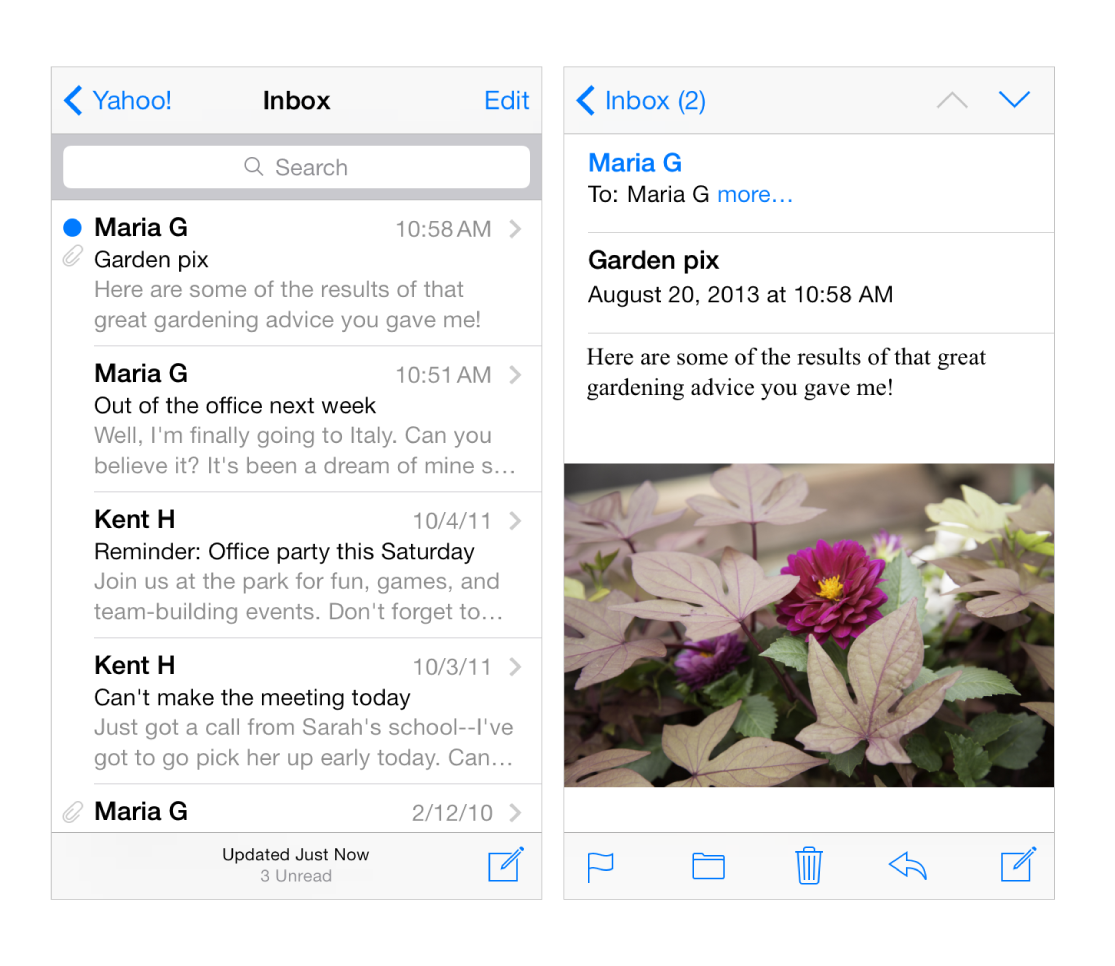 Yahoo!
Inbox
Edit
Search
Maria G
10:58 AM
Garden pix
Here are some of the results of that
great gardening advice you gave me!
Maria G
10:51 AM
Out of the office next week
Well, I'm finally going to Italy. Can you
believe it? It's been a dream of mine s…
Kent H
10/4/11
Reminder: Office party this Saturday
Join us at the park for fun, games, and
team-building events. Don't forget to…
Kent H
10/3/11
Can't make the meeting today
Just got a call from Sarah's school--I've
got to go pick her up early today. Can…
Maria G
2/12/10
Updated Just Now
3 Unread
Inbox (2)
Maria G
To: Maria G more…
Garden pix
August 20, 2013 at 10:58 AM
Here are some of the results of that great
gardening advice you gave me!